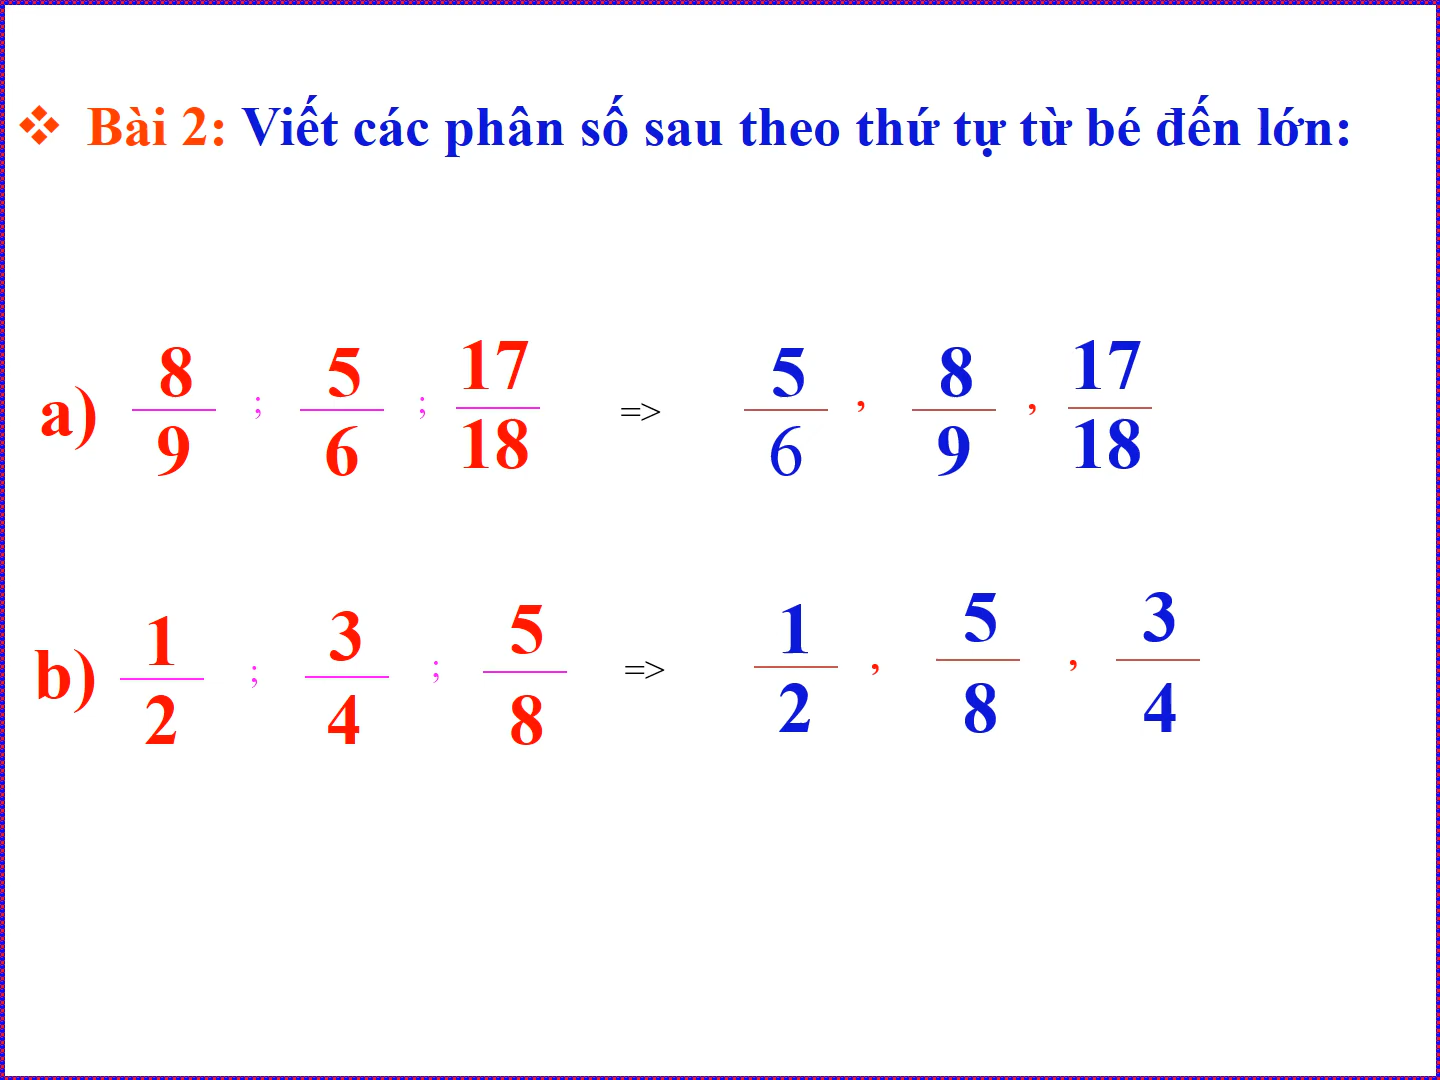 ❖ Bài 2: Viết các phân số sau theo thứ tự từ bé đến lớn:
a) 8/9 ; 5/6 ; 17/18 => 5/6 , 8/9 , 17/18
b) 1/2 ; 3/4 ; 5/8 => 1/2 , 5/8 , 3/4